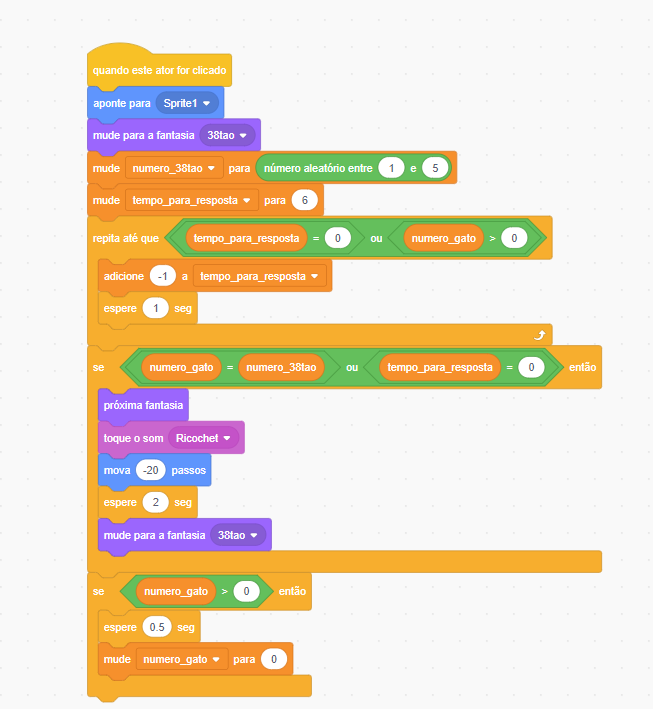 quando este ator for clicado
aponte para Sprite1
mude para a fantasia 38tao
mude numero_38tao para número aleatório entre 1 e 5
mude tempo_para_resposta para 6
repita até que tempo_para_resposta = 0 ou numero_gato > 0
adicione -1 a tempo_para_resposta
espere 1 seg
se numero_gato = numero_38tao ou tempo_para_resposta = 0 então
próxima fantasia
toque o som Ricochet
mova -20 passos
espere 2 seg
mude para a fantasia 38tao
se numero_gato > 0 então
espere 0.5 seg
mude numero_gato para 0